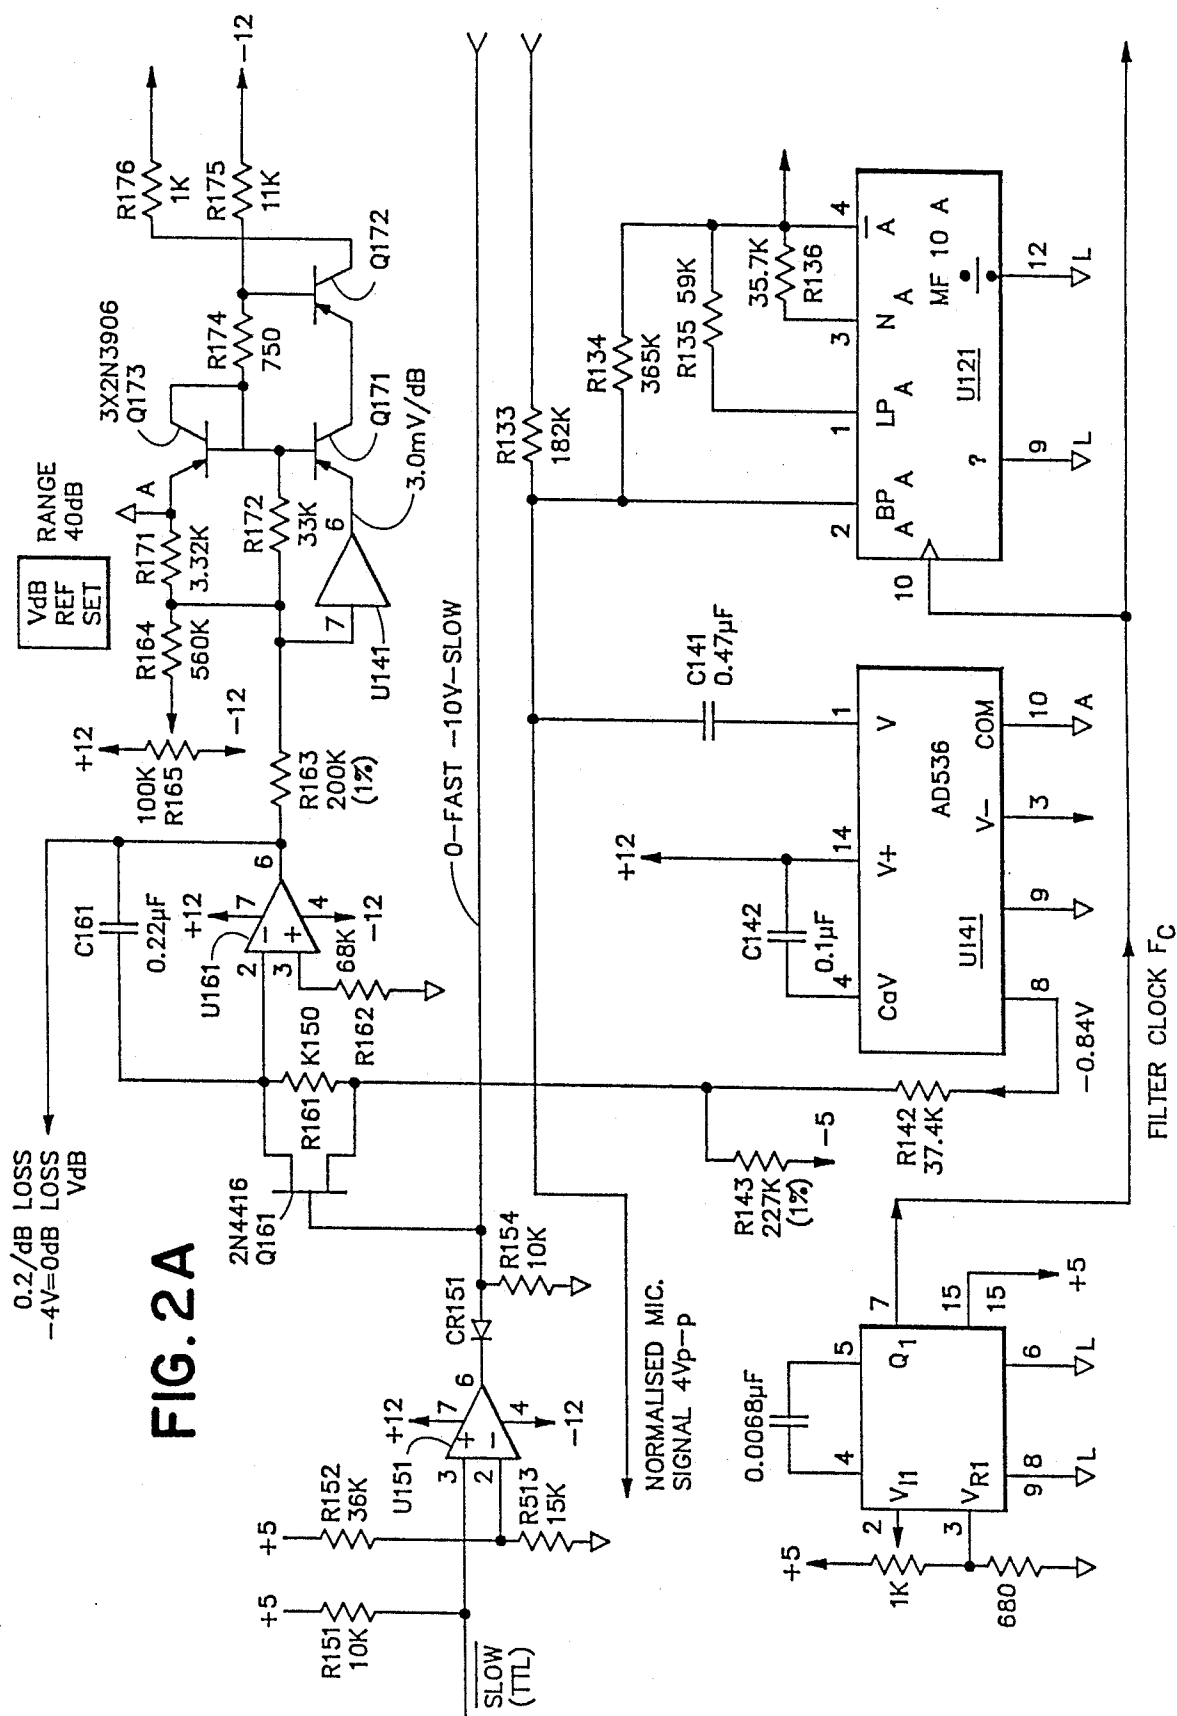 FIG. 2A
0.2/dB LOSS
-4V=0dB LOSS
VdB
C161
0.22µF
+12
U161
2
7
-
6
3
+
4
-12
68K
R162
K150
R161
2N4416
Q161
+12
100K
R165
-12
VdB
REF
SET
RANGE
40dB
R164
560K
R171
3.32K
A
3X2N3906
Q173
R163
200K
(1%)
R172
33K
7
6
U141
Q171
3.0mV/dB
R174
750
Q172
R176
1K
R175
11K
-12
SLOW
(TTL)
+5
R151
10K
+5
R152
36K
U151
+12
3
+
7
2
-
4
6
-12
R513
15K
CR151
R154
10K
0-FAST -10V-SLOW
NORMALISED MIC.
SIGNAL 4Vp-p
R143
227K
(1%)
-5
R142
37.4K
-0.84V
C141
0.47µF
+12
C142
0.1µF
4
14
1
CaV
V+
V
AD536
U141
V-
COM
8
9
3
10
A
R133
182K
R134
365K
R135 59K
35.7K
R136
2
1
3
4
BP
LP
N
A
A
A
A
A
MF 10 A
U121
?
10
9
L
12
L
+5
1K
680
2
3
0.0068µF
4
5
7
VI1
Q1
VR1
15
15
+5
9
8
L
6
L
FILTER CLOCK FC